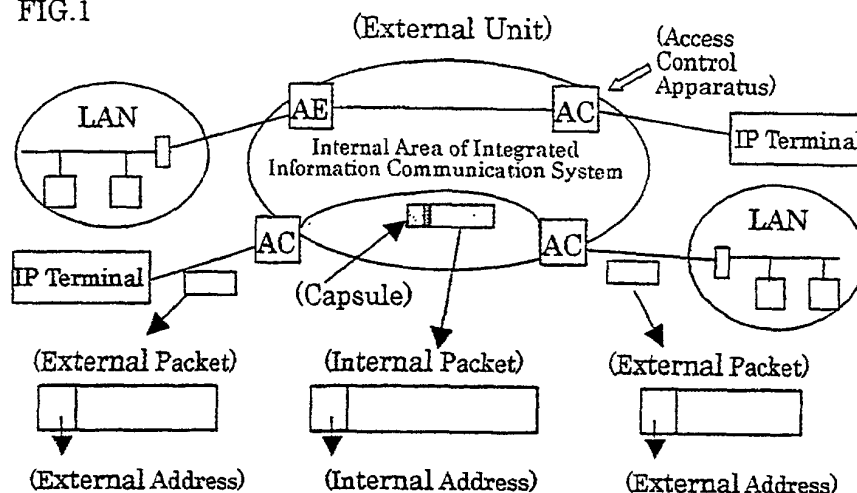 FIG.1
(External Unit)
(Access
Control
Apparatus)
LAN
AE
AC
IP Terminal
Internal Area of Integrated
Information Communication System
AC
AC
LAN
IP Terminal
(Capsule)
(External Packet)
(Internal Packet)
(External Packet)
(External Address)
(Internal Address)
(External Address)